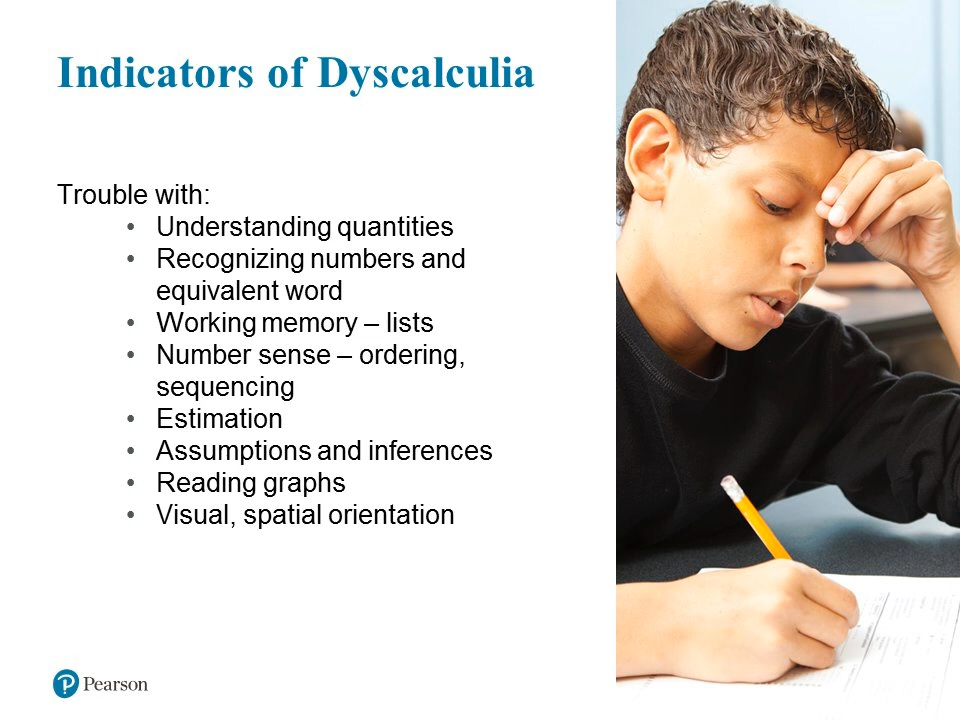 Indicators of Dyscalculia
Trouble with:
• Understanding quantities
• Recognizing numbers and
equivalent word
• Working memory – lists
• Number sense – ordering,
sequencing
• Estimation
• Assumptions and inferences
• Reading graphs
• Visual, spatial orientation
Pearson